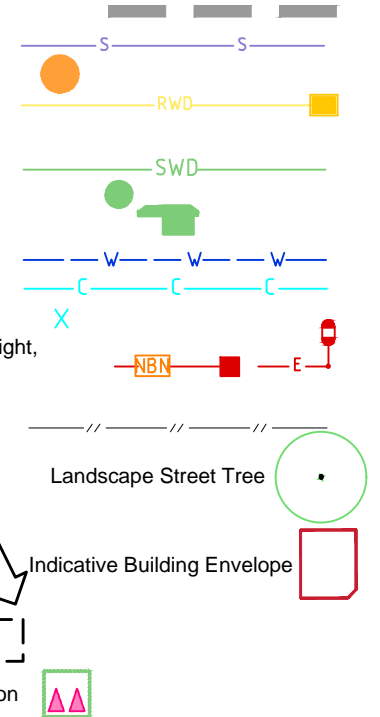 S S
RWD
SWD
W W W
C C C
X
ight,
NBN E
// // //
Landscape Street Tree
Indicative Building Envelope
on